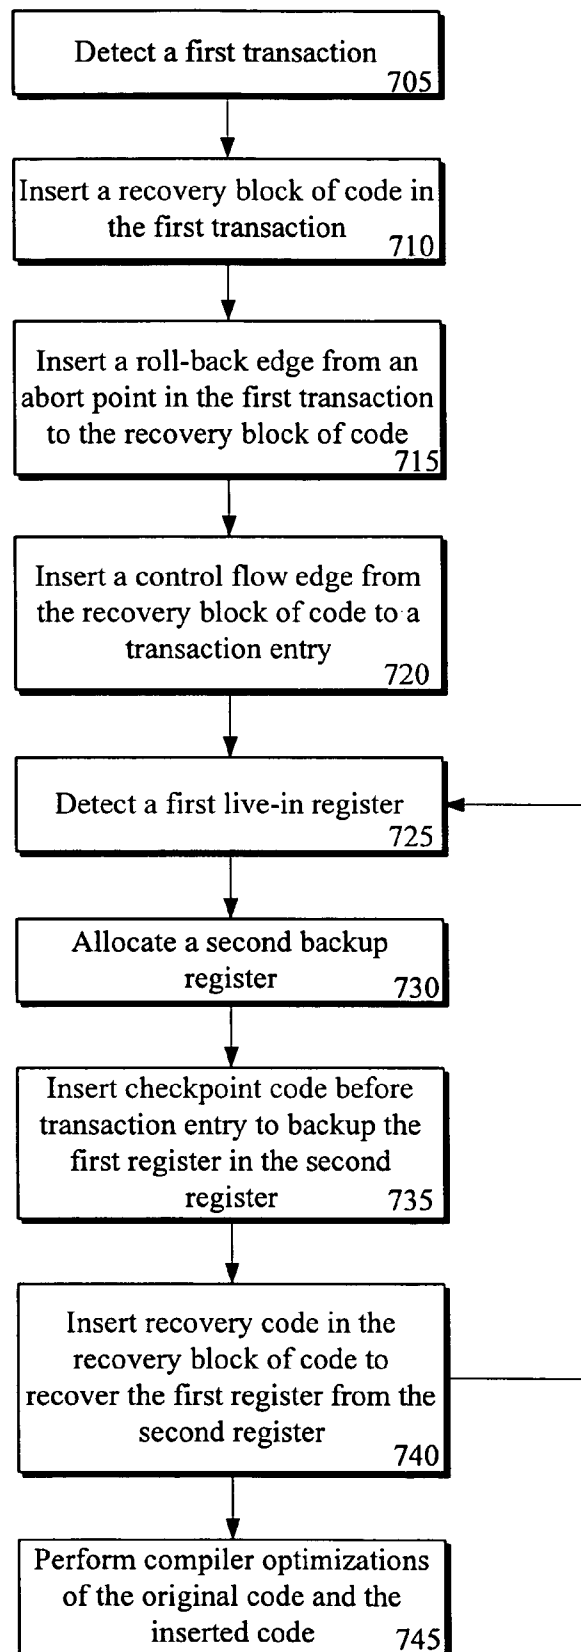 Detect a first transaction
705
Insert a recovery block of code in
the first transaction
710
Insert a roll-back edge from an
abort point in the first transaction
to the recovery block of code
715
Insert a control flow edge from
the recovery block of code to a
transaction entry
720
Detect a first live-in register
725
Allocate a second backup
register
730
Insert checkpoint code before
transaction entry to backup the
first register in the second
register
735
Insert recovery code in the
recovery block of code to
recover the first register from the
second register
740
Perform compiler optimizations
of the original code and the
inserted code
745